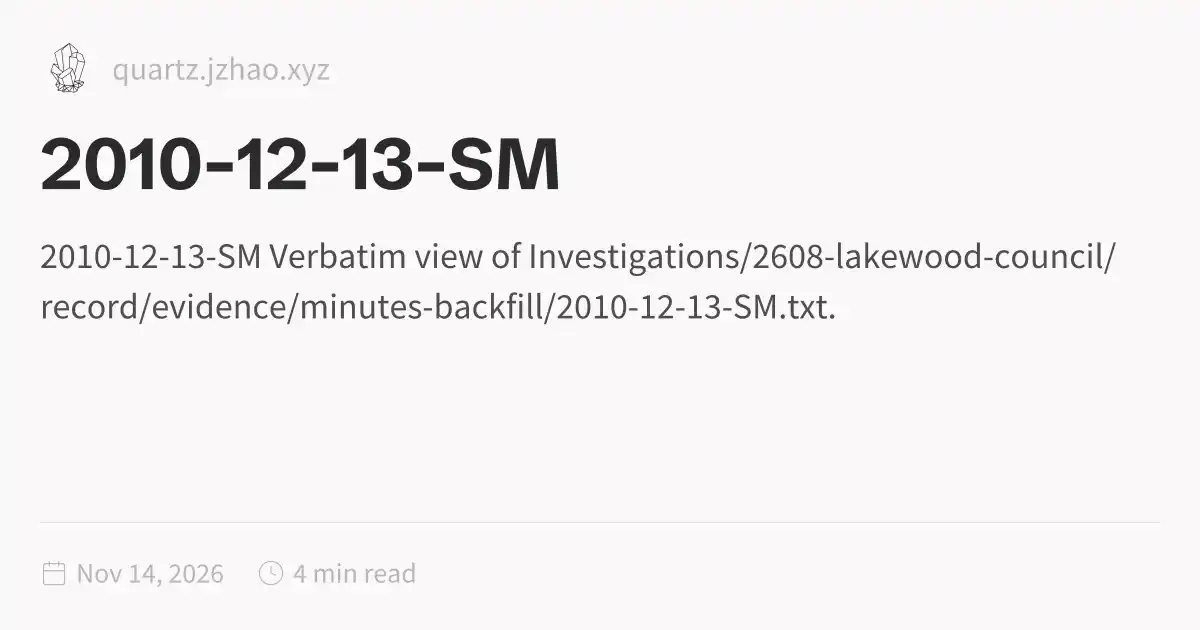 quartz.jzhao.xyz
2010-12-13-SM
2010-12-13-SM Verbatim view of Investigations/2608-lakewood-council/
record/evidence/minutes-backfill/2010-12-13-SM.txt.
Nov 14, 2026 4 min read